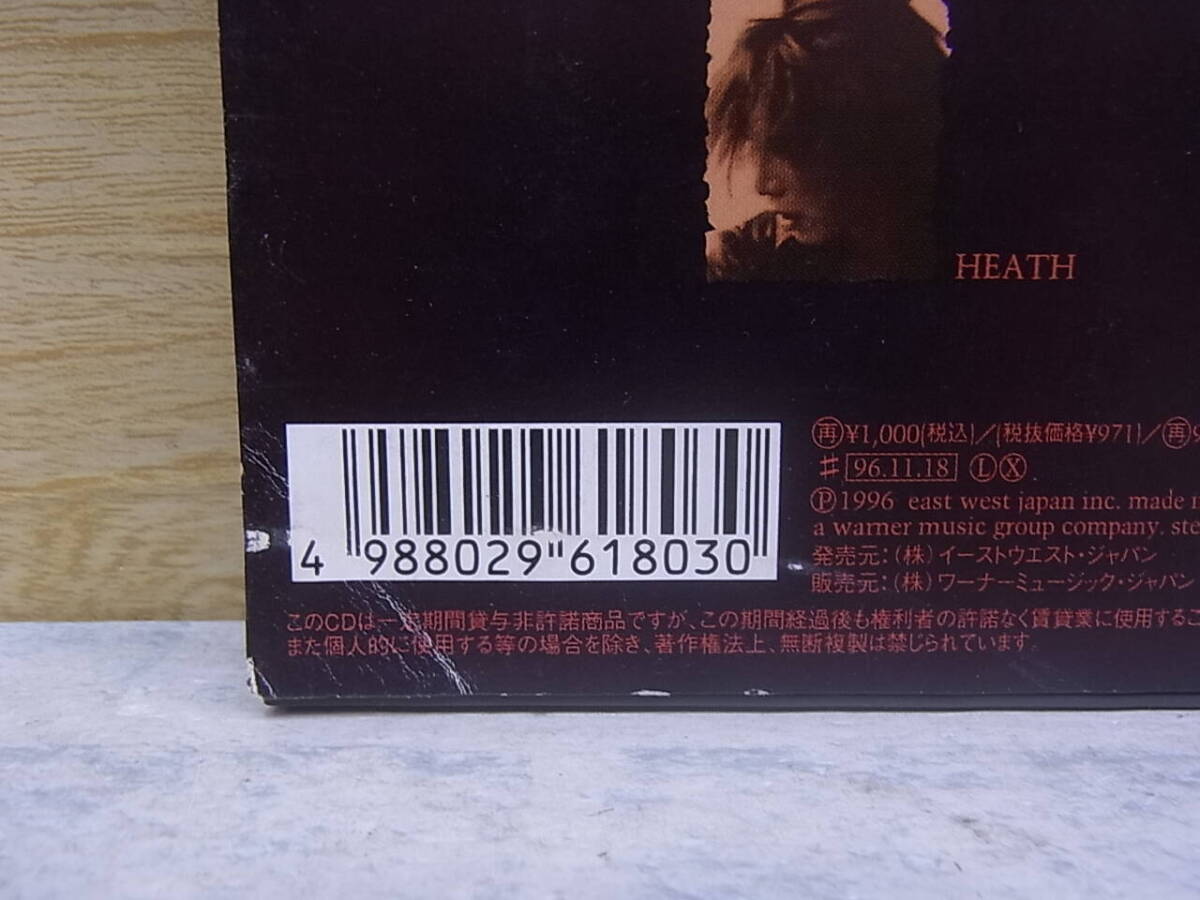 HEATH
㊢¥1,000(税込)/(税抜価格¥971)/
♯ 96.11.18 ⓁⓍ
Ⓟ1996 east west japan inc. made
a warner music group company. ste
発売元:(株)イーストウエスト・ジャパン
販売元:(株)ワーナーミュージック・ジャパン
4 988029 618030
このCDは一定期間貸与非許諾商品ですが、この期間経過後も権利者の許諾なく賃貸業に使用するこ
また個人的に使用する等の場合を除き、著作権法上、無断複製は禁じられています。